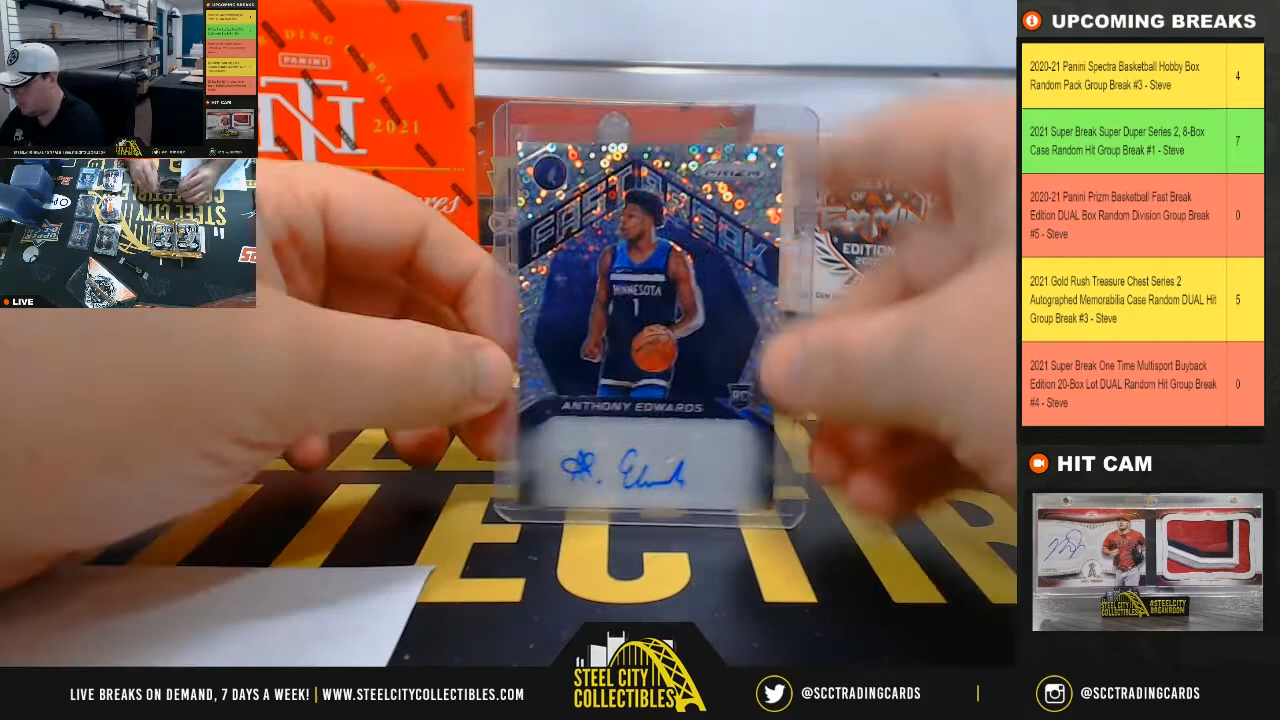 UPCOMING BREAKS
2020-21 Panini Spectra Basketball Hobby Box
Random Pack Group Break #3 - Steve
4
2021 Super Break Super Duper Series 2, 8-Box
Case Random Hit Group Break #1 - Steve
7
2020-21 Panini Prizm Basketball Fast Break
Edition DUAL Box Random Division Group Break
#5 - Steve
0
2021 Gold Rush Treasure Chest Series 2
Autographed Memorabilia Case Random DUAL Hit
Group Break #3 - Steve
5
2021 Super Break One Time Multisport Buyback
Edition 20-Box Lot DUAL Random Hit Group Break
#4 - Steve
0
HIT CAM
#STEELCITY
BREAKROOM
LIVE
PANINI
2021
FAST BREAK
PRIZM
MINNESOTA
1
ANTHONY EDWARDS
RC
EDITION
STEEL CITY
COLLECTIBLES
LIVE BREAKS ON DEMAND, 7 DAYS A WEEK! | WWW.STEELCITYCOLLECTIBLES.COM
@SCCTRADINGCARDS
@SCCTRADINGCARDS